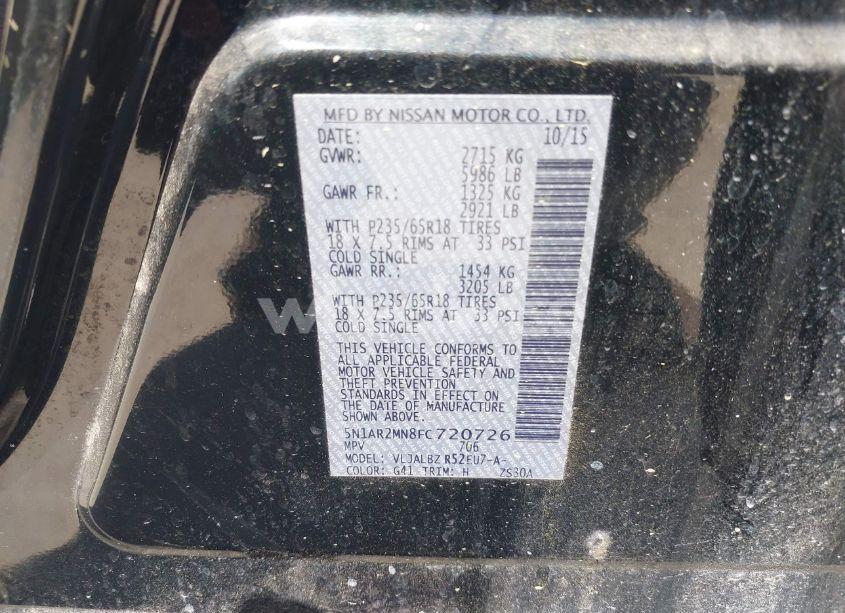 MFD BY NISSAN MOTOR CO., LTD.
DATE: 10/15
GVWR: 2715 KG
5986 LB
GAWR FR.: 1325 KG
2921 LB
WITH P235/65R18 TIRES
18 X 7.5 RIMS AT 33 PSI
COLD SINGLE
GAWR RR.: 1454 KG
3205 LB
WITH P235/65R18 TIRES
18 X 7.5 RIMS AT 33 PSI
COLD SINGLE
THIS VEHICLE CONFORMS TO
ALL APPLICABLE FEDERAL
MOTOR VEHICLE SAFETY AND
THEFT PREVENTION
STANDARDS IN EFFECT ON
THE DATE OF MANUFACTURE
SHOWN ABOVE.
5N1AR2MN8FC720726
MPV 706
MODEL: VLJALBZ R52EU7-A-
COLOR: G41 TRIM: H ZS30A